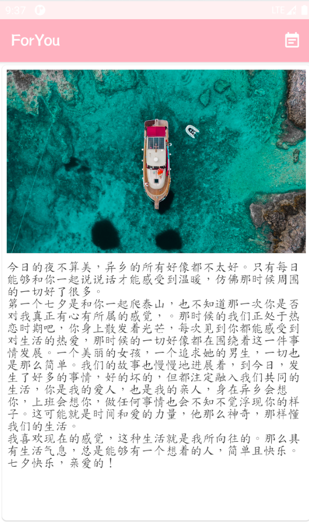 ForYou
今日的夜不算美，异乡的所有好像都不太好。只有每日
能够和你一起说说话才能感受到温暖，仿佛那时候周围
的一切好了很多。
第一个七夕是和你一起爬泰山，也不知道那一次你是否
对我真正有心有所属的感觉，。那时候的我们正处于热
恋时期吧，你身上散发着光芒，每次见到你都能感受到
对生活的热爱，那时候的一切好像都在围绕着这一件事
情发展。一个美丽的女孩，一个追求她的男生，一切也
是那么简单。我们的故事也慢慢地进展着，到今日，发
生了好多的事情，好的坏的，但都注定融入我们共同的
生活，你是我的爱人，也是我的亲人，身在异乡会想
你，上班会想你，做任何事情也会不知不觉浮现你的样
子。这可能就是时间和爱的力量，他那么神奇，那样懂
我们的生活。
我喜欢现在的感觉，这种生活就是我所向往的。那么具
有生活气息，总是能够有一个想着的人，简单且快乐。
七夕快乐，亲爱的！